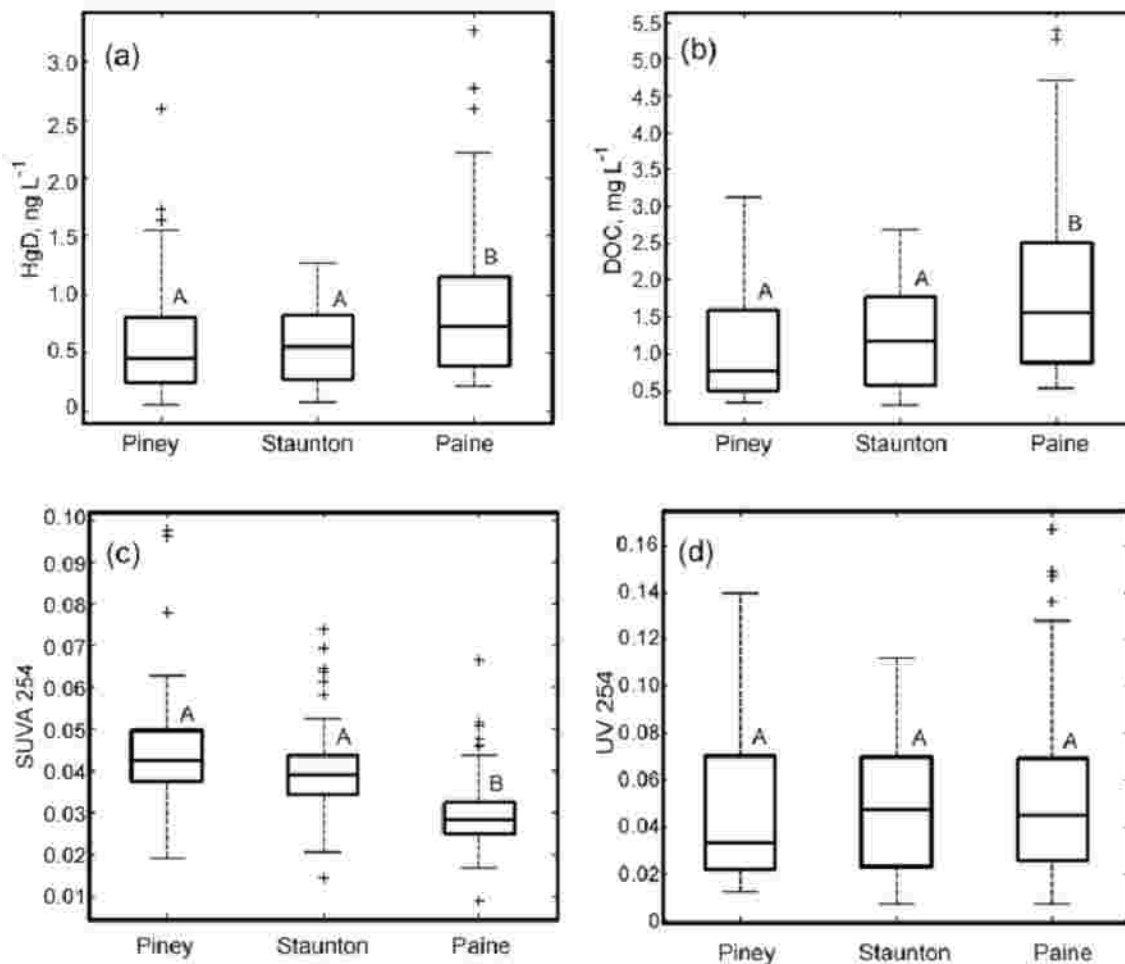 (a)
HgD, ng L⁻¹
3.0
2.5
2.0
1.5
1.0
0.5
0
A
A
B
Piney
Staunton
Paine
(b)
DOC, mg L⁻¹
5.5
5.0
4.5
4.0
3.5
3.0
2.5
2.0
1.5
1.0
0.5
A
A
B
Piney
Staunton
Paine
(c)
SUVA 254
0.10
0.09
0.08
0.07
0.06
0.05
0.04
0.03
0.02
0.01
A
A
B
Piney
Staunton
Paine
(d)
UV 254
0.16
0.14
0.12
0.10
0.08
0.06
0.04
0.02
0
A
A
A
Piney
Staunton
Paine